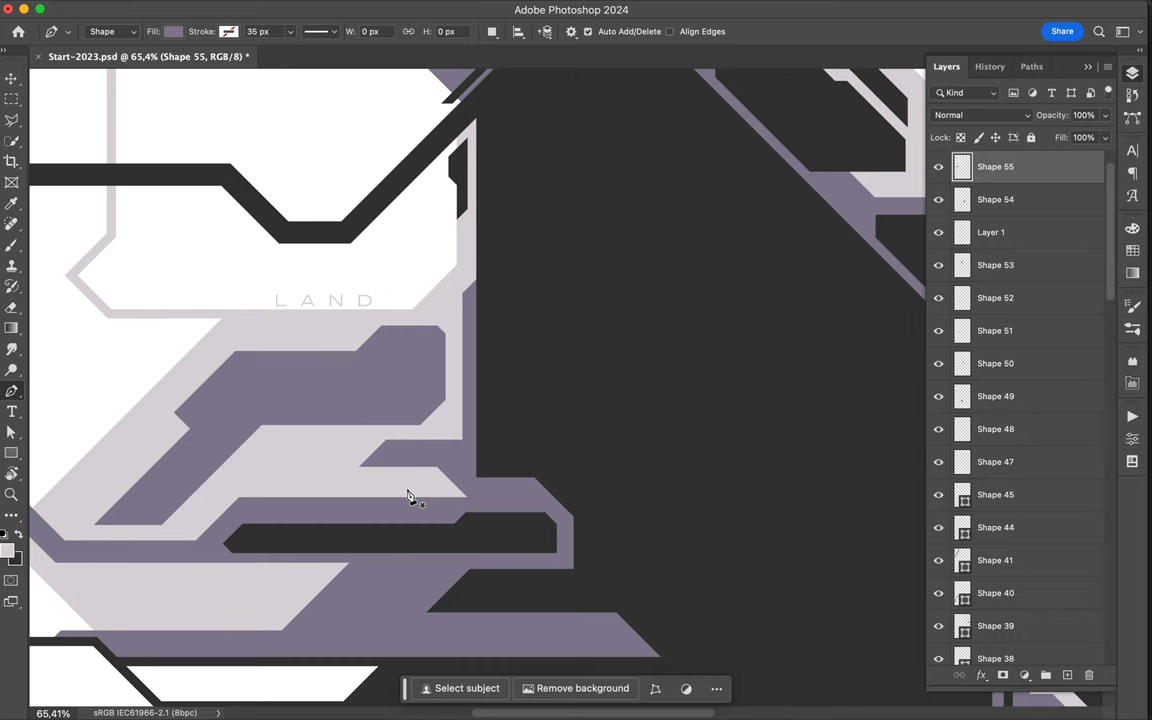 Adobe Photoshop 2024
Shape Fill: Stroke: 35 px W: 0 px H: 0 px Auto Add/Delete Align Edges Share
Start-2023.psd @ 65,4% (Shape 55, RGB/8) *
Layers History Paths
Kind
Normal Opacity: 100%
Lock: Fill: 100%
Shape 55
Shape 54
Layer 1
Shape 53
Shape 52
Shape 51
Shape 50
Shape 49
Shape 48
Shape 47
Shape 45
Shape 44
Shape 41
Shape 40
Shape 39
Shape 38
LAND
Select subject Remove background
65,41% sRGB IEC61966-2.1 (8bpc)